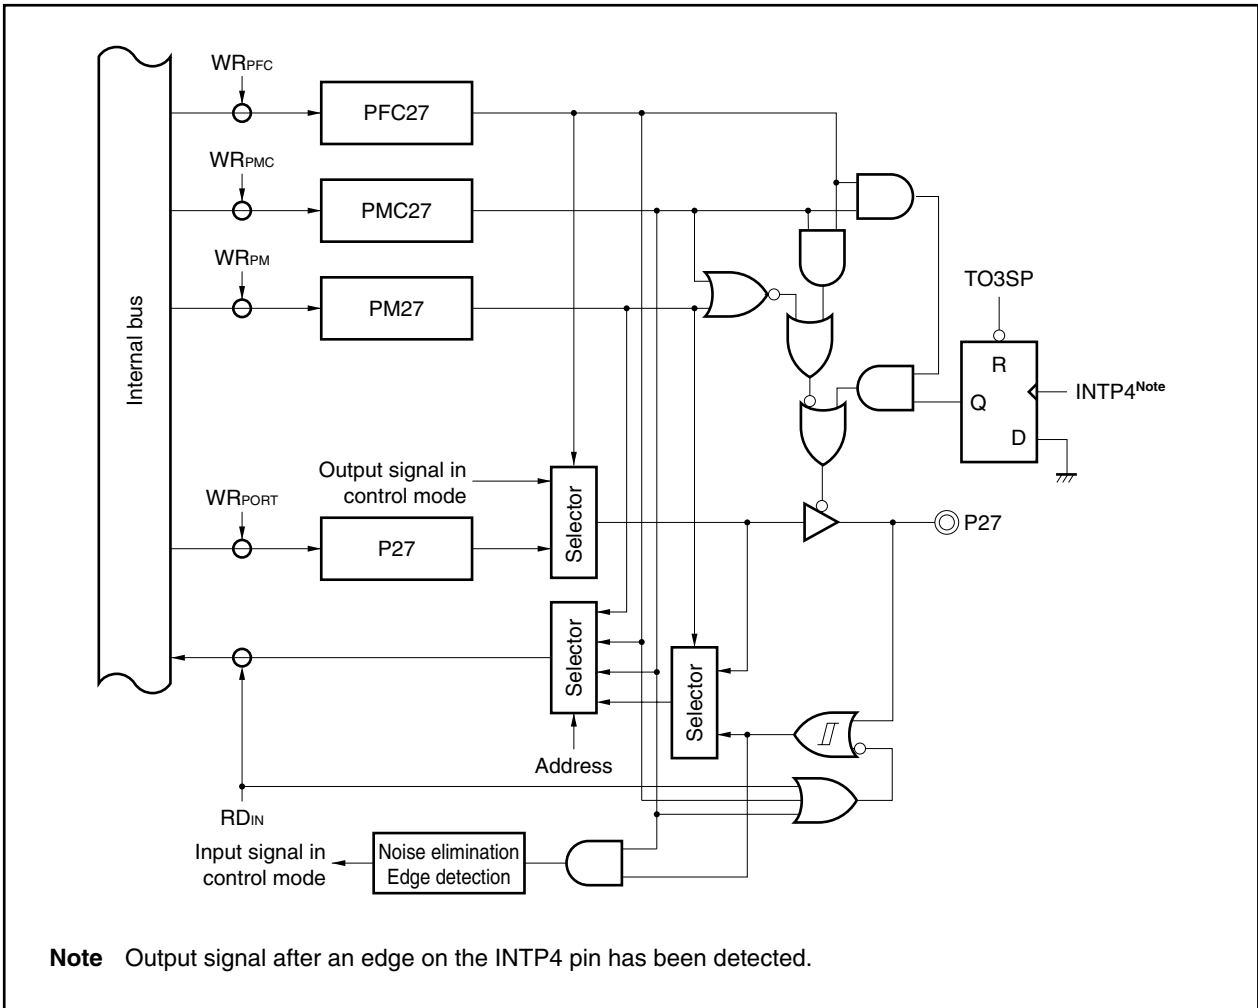 WRPFC
PFC27
WRPMC
PMC27
WRPM
PM27
Internal bus
TO3SP
R
INTP4Note
Q
D
Output signal in
control mode
Selector
WRPORT
P27
P27
Selector
Selector
Address
RDIN
Input signal in
control mode
Noise elimination
Edge detection
Note Output signal after an edge on the INTP4 pin has been detected.